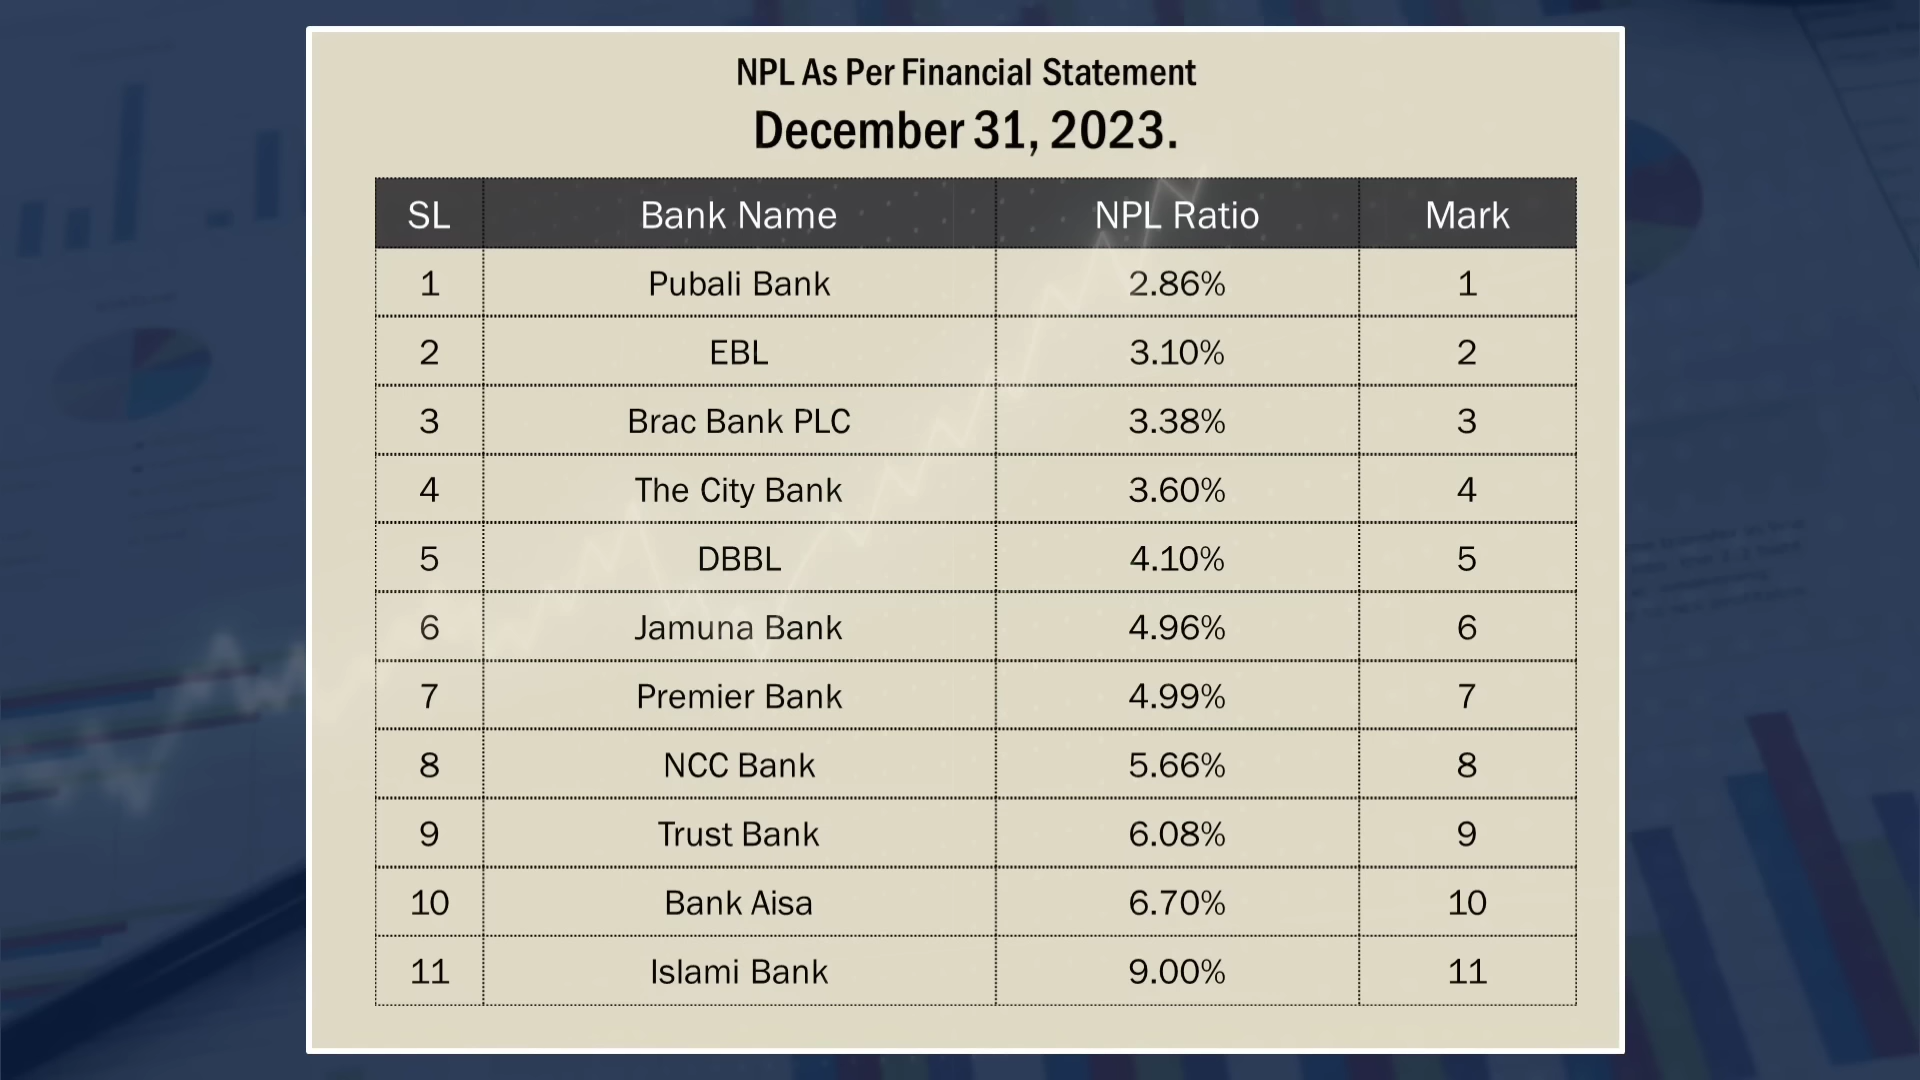 NPL As Per Financial Statement
December 31, 2023.
SL Bank Name NPL Ratio Mark
1 Pubali Bank 2.86% 1
2 EBL 3.10% 2
3 Brac Bank PLC 3.38% 3
4 The City Bank 3.60% 4
5 DBBL 4.10% 5
6 Jamuna Bank 4.96% 6
7 Premier Bank 4.99% 7
8 NCC Bank 5.66% 8
9 Trust Bank 6.08% 9
10 Bank Aisa 6.70% 10
11 Islami Bank 9.00% 11